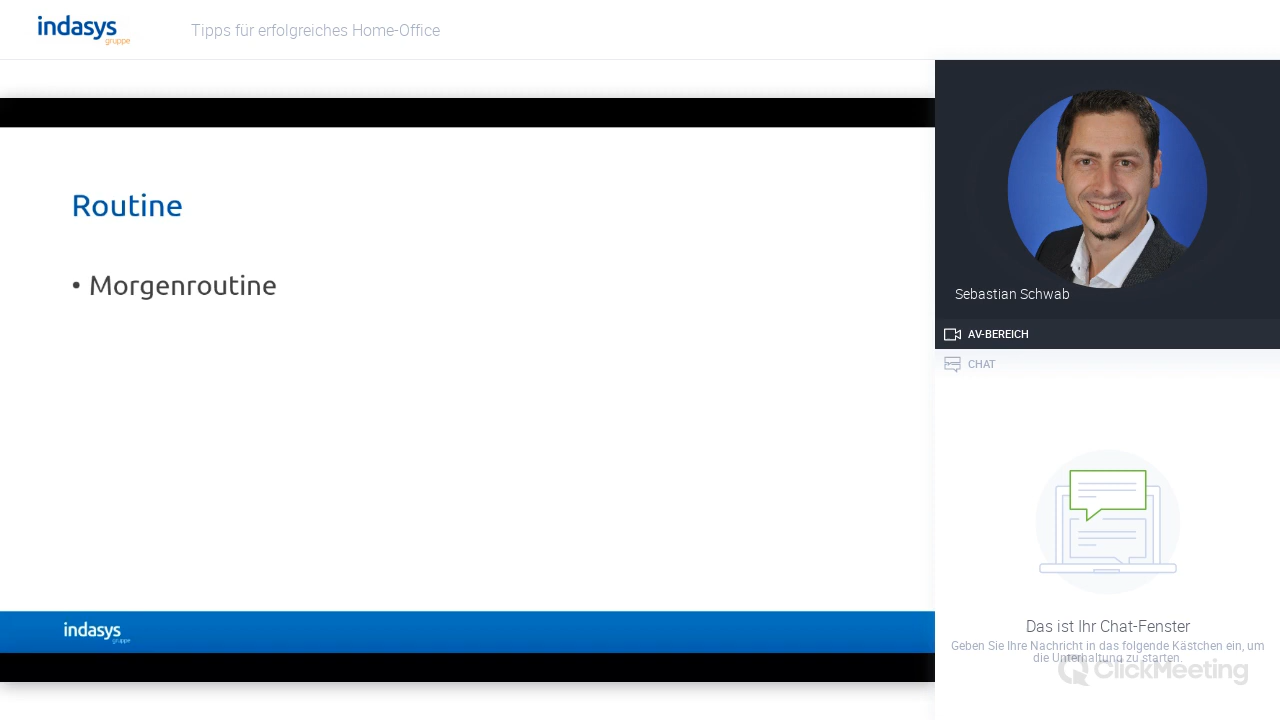 indasys
gruppe
Tipps für erfolgreiches Home-Office
Routine
• Morgenroutine
indasys
gruppe
Sebastian Schwab
AV-BEREICH
CHAT
Das ist Ihr Chat-Fenster
Geben Sie Ihre Nachricht in das folgende Kästchen ein, um
die Unterhaltung zu starten.
ClickMeeting